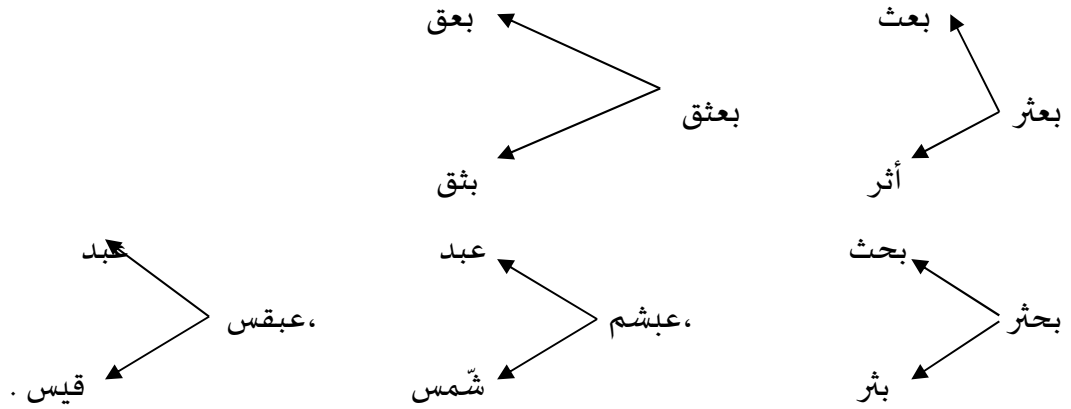 بعث
بعق
بعثر
بعثق
أثر
بثق
بحث
عبد
عبد
بحثر
،عبشم
،عبقس
بثر
شّمس
قيس .